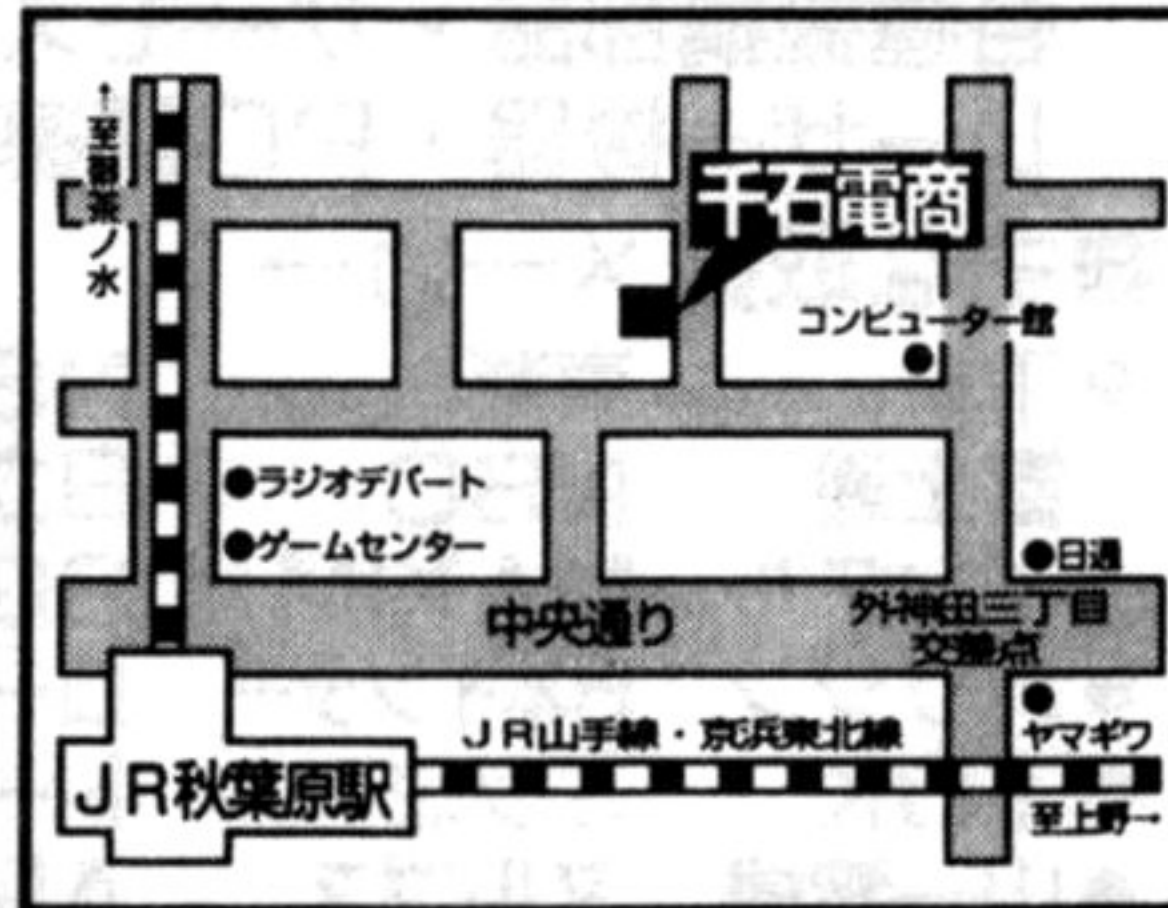 ↑至御茶ノ水
千石電商
コンピューター館
●ラジオデパート
●ゲームセンター
●日通
中央通り
外神田三丁目
交差点
JR山手線・京浜東北線
ヤマギワ
JR秋葉原駅
至上野→